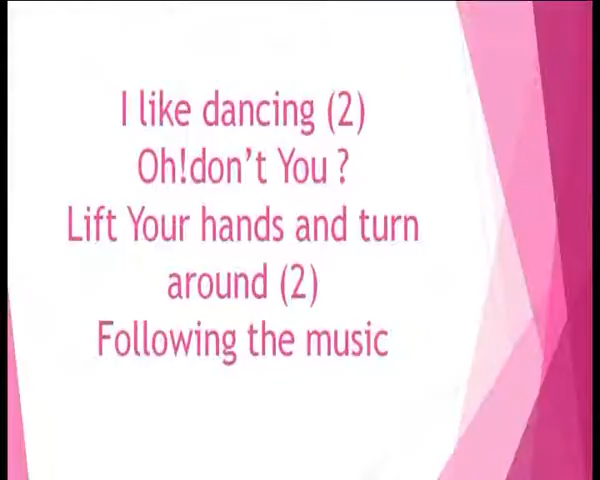 I like dancing (2)
Oh!don't You ?
Lift Your hands and turn
around (2)
Following the music